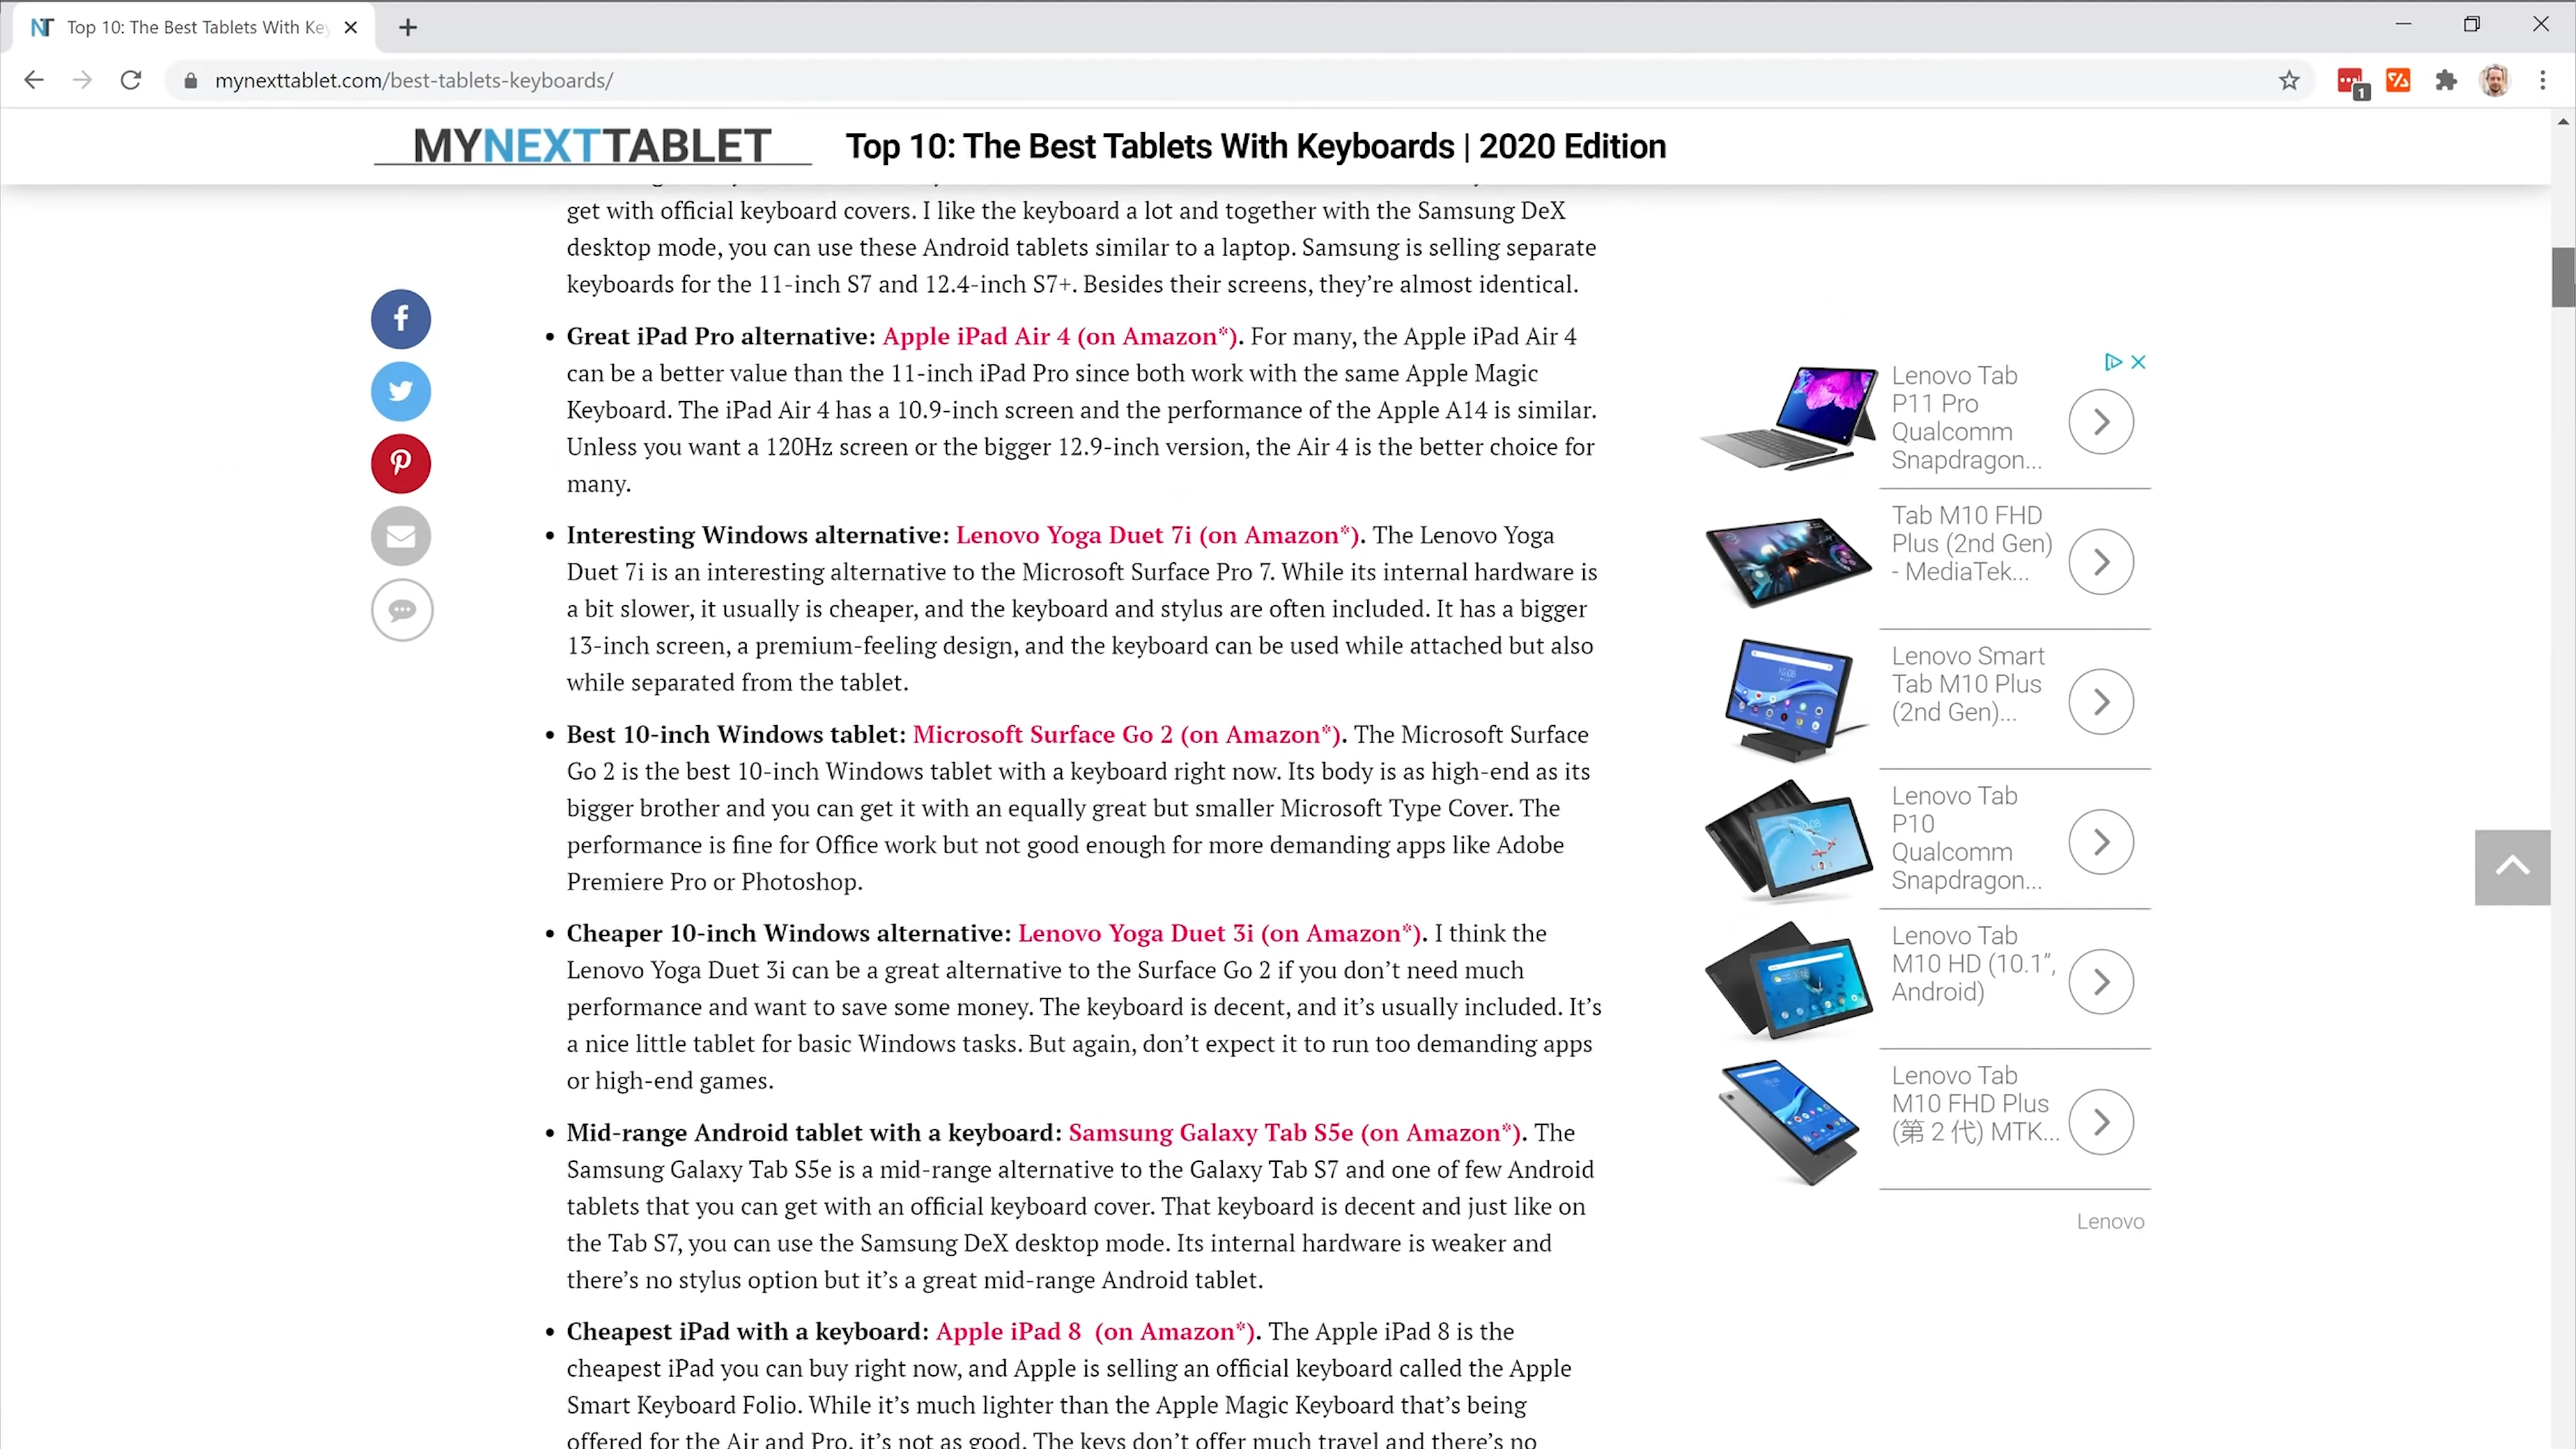 Top 10: The Best Tablets With Key
mynexttablet.com/best-tablets-keyboards/
1
MYNEXTTABLET
Top 10: The Best Tablets With Keyboards | 2020 Edition
get with official keyboard covers. I like the keyboard a lot and together with the Samsung DeX
desktop mode, you can use these Android tablets similar to a laptop. Samsung is selling separate
keyboards for the 11-inch S7 and 12.4-inch S7+. Besides their screens, they're almost identical.
• Great iPad Pro alternative: Apple iPad Air 4 (on Amazon*). For many, the Apple iPad Air 4
can be a better value than the 11-inch iPad Pro since both work with the same Apple Magic
Keyboard. The iPad Air 4 has a 10.9-inch screen and the performance of the Apple A14 is similar.
Unless you want a 120Hz screen or the bigger 12.9-inch version, the Air 4 is the better choice for
many.
• Interesting Windows alternative: Lenovo Yoga Duet 7i (on Amazon*). The Lenovo Yoga
Duet 7i is an interesting alternative to the Microsoft Surface Pro 7. While its internal hardware is
a bit slower, it usually is cheaper, and the keyboard and stylus are often included. It has a bigger
13-inch screen, a premium-feeling design, and the keyboard can be used while attached but also
while separated from the tablet.
• Best 10-inch Windows tablet: Microsoft Surface Go 2 (on Amazon*). The Microsoft Surface
Go 2 is the best 10-inch Windows tablet with a keyboard right now. Its body is as high-end as its
bigger brother and you can get it with an equally great but smaller Microsoft Type Cover. The
performance is fine for Office work but not good enough for more demanding apps like Adobe
Premiere Pro or Photoshop.
• Cheaper 10-inch Windows alternative: Lenovo Yoga Duet 3i (on Amazon*). I think the
Lenovo Yoga Duet 3i can be a great alternative to the Surface Go 2 if you don't need much
performance and want to save some money. The keyboard is decent, and it's usually included. It's
a nice little tablet for basic Windows tasks. But again, don't expect it to run too demanding apps
or high-end games.
• Mid-range Android tablet with a keyboard: Samsung Galaxy Tab S5e (on Amazon*). The
Samsung Galaxy Tab S5e is a mid-range alternative to the Galaxy Tab S7 and one of few Android
tablets that you can get with an official keyboard cover. That keyboard is decent and just like on
the Tab S7, you can use the Samsung DeX desktop mode. Its internal hardware is weaker and
there's no stylus option but it's a great mid-range Android tablet.
• Cheapest iPad with a keyboard: Apple iPad 8 (on Amazon*). The Apple iPad 8 is the
cheapest iPad you can buy right now, and Apple is selling an official keyboard called the Apple
Smart Keyboard Folio. While it's much lighter than the Apple Magic Keyboard that's being
offered for the Air and Pro, it's not as good. The keys don't offer much travel and there's no
Lenovo Tab
P11 Pro
Qualcomm
Snapdragon...
Tab M10 FHD
Plus (2nd Gen)
- MediaTek...
Lenovo Smart
Tab M10 Plus
(2nd Gen)...
Lenovo Tab
P10
Qualcomm
Snapdragon...
Lenovo Tab
M10 HD (10.1",
Android)
Lenovo Tab
M10 FHD Plus
(第 2 代) MTK...
Lenovo